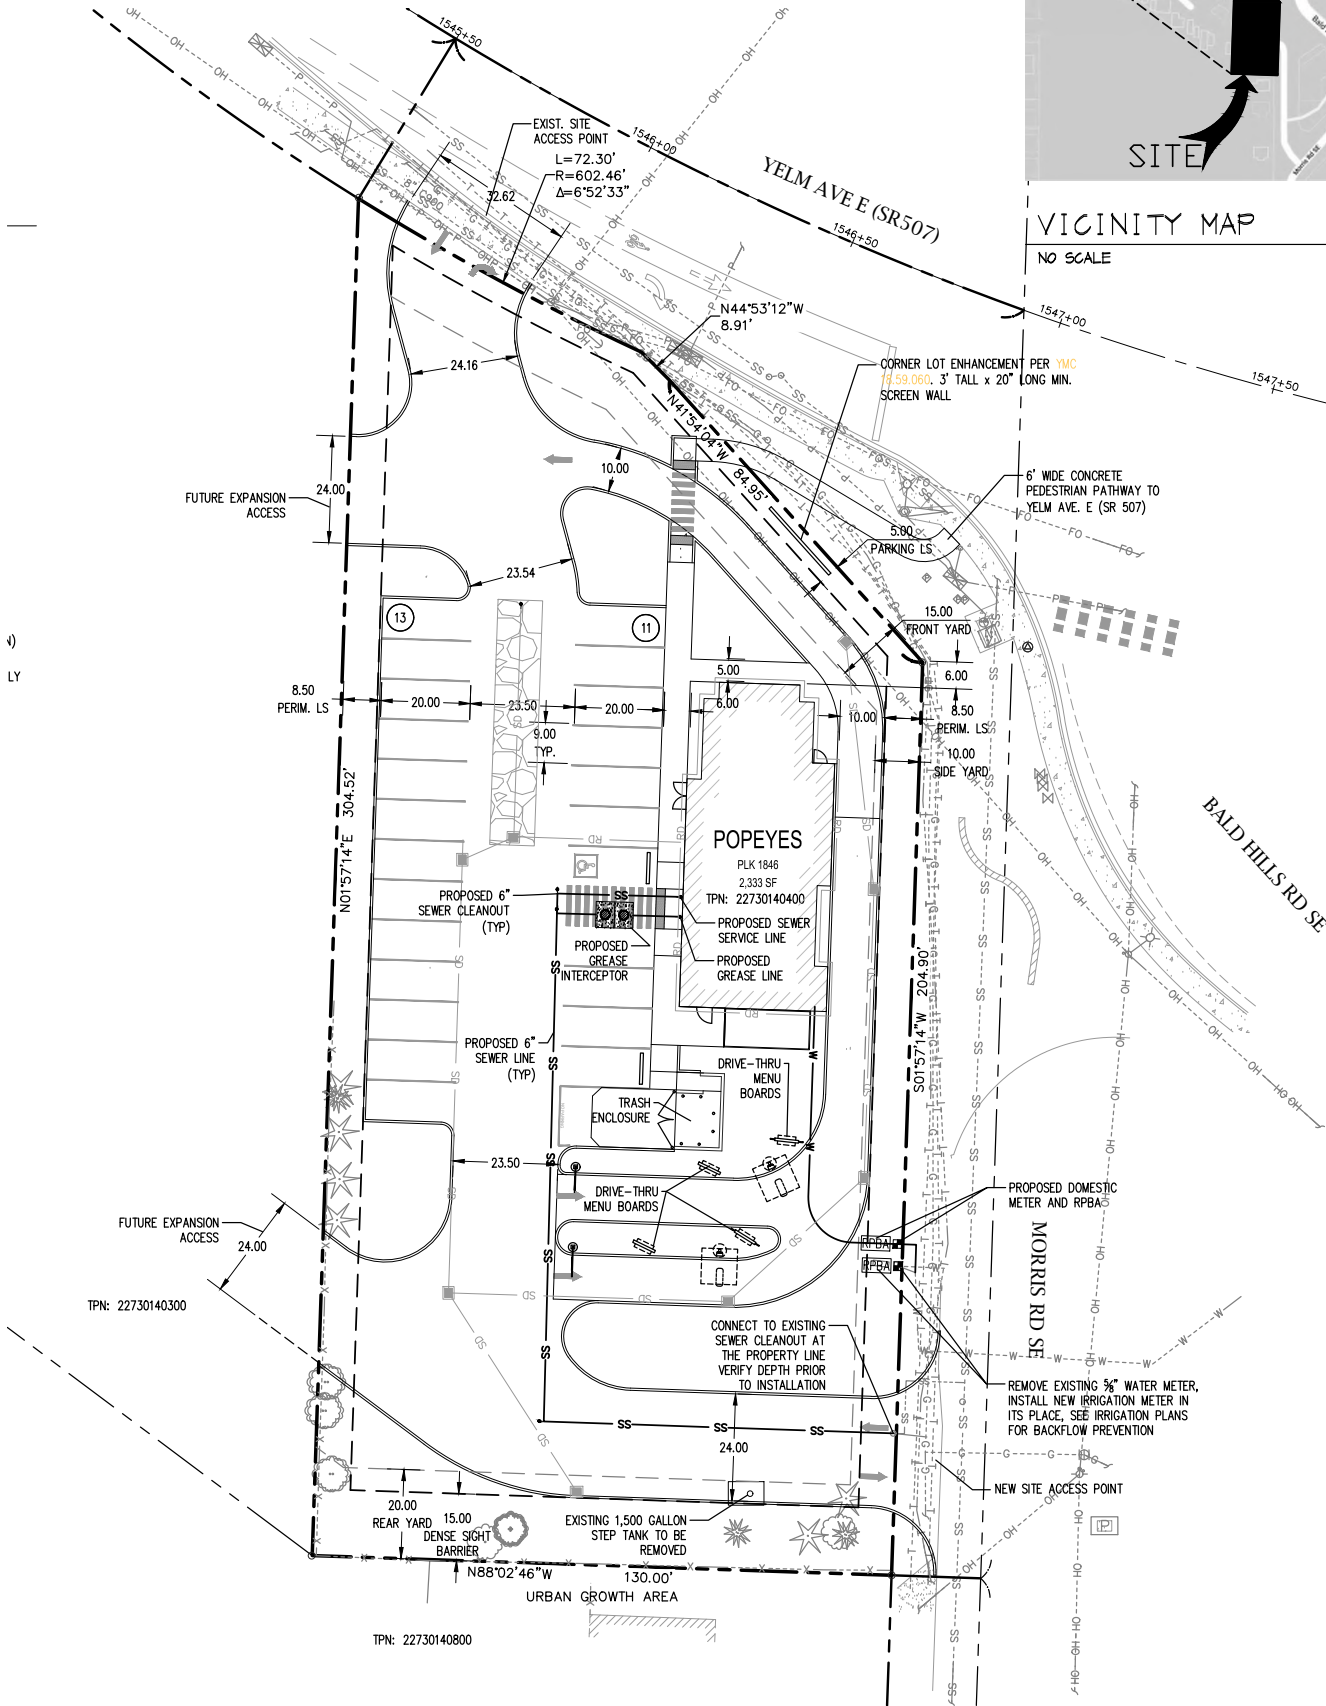 1545+50
EXIST. SITE
ACCESS POINT
L=72.30'
R=602.46'
Δ=6°52'33"
32.62
8" C900
1546+00
YELM AVE E (SR507)
1546+50
SITE
VICINITY MAP
NO SCALE
1547+00
1547+50
N44°53'12"W
8.91'
CORNER LOT ENHANCEMENT PER YMC
18.59.060. 3' TALL x 20" LONG MIN.
SCREEN WALL
24.16
N41°54'04"W 84.95'
10.00
24.00
FUTURE EXPANSION
ACCESS
6' WIDE CONCRETE
PEDESTRIAN PATHWAY TO
YELM AVE. E (SR 507)
5.00
PARKING LS
23.54
13
11
15.00
FRONT YARD
LY
5.00
6.00
8.50
PERIM. LS
20.00
23.50
20.00
6.00
10.00
8.50
PERIM. LS
9.00
TYP.
10.00
SIDE YARD
N01°57'14"E 304.52'
BALD HILLS RD SE
POPEYES
PLK 1846
2,333 SF
TPN: 22730140400
PROPOSED 6"
SEWER CLEANOUT
(TYP)
PROPOSED SEWER
SERVICE LINE
PROPOSED
GREASE
INTERCEPTOR
PROPOSED
GREASE LINE
S01°57'14"W 204.90'
PROPOSED 6"
SEWER LINE
(TYP)
DRIVE-THRU
MENU
BOARDS
TRASH
ENCLOSURE
23.50
DRIVE-THRU
MENU BOARDS
PROPOSED DOMESTIC
METER AND RPBA
FUTURE EXPANSION
ACCESS
24.00
RPBA
RPBA
MORRIS RD SE
TPN: 22730140300
CONNECT TO EXISTING
SEWER CLEANOUT AT
THE PROPERTY LINE
VERIFY DEPTH PRIOR
TO INSTALLATION
REMOVE EXISTING ⅝" WATER METER,
INSTALL NEW IRRIGATION METER IN
ITS PLACE, SEE IRRIGATION PLANS
FOR BACKFLOW PREVENTION
24.00
NEW SITE ACCESS POINT
20.00
REAR YARD
15.00
DENSE SIGHT
BARRIER
EXISTING 1,500 GALLON
STEP TANK TO BE
REMOVED
N88°02'46"W
130.00'
URBAN GROWTH AREA
TPN: 22730140800